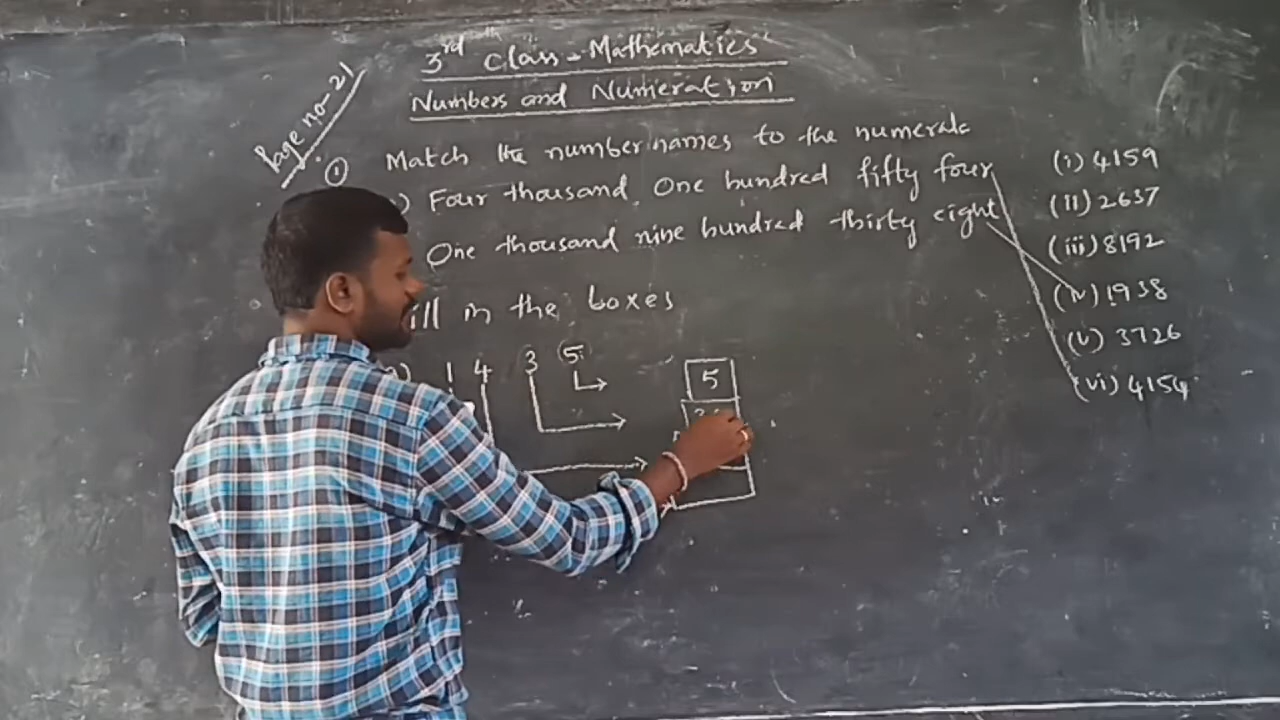 3rd class - Mathematics
Numbers and Numeration
Page no- 21
① Match the number names to the numerals
) Four thousand One hundred fifty four
One thousand nine hundred thirty eight
(i) 4159
(ii) 2637
(iii) 8192
(iv) 1938
(v) 3726
(vi) 4154
ill in the boxes
1 4 3 5
5